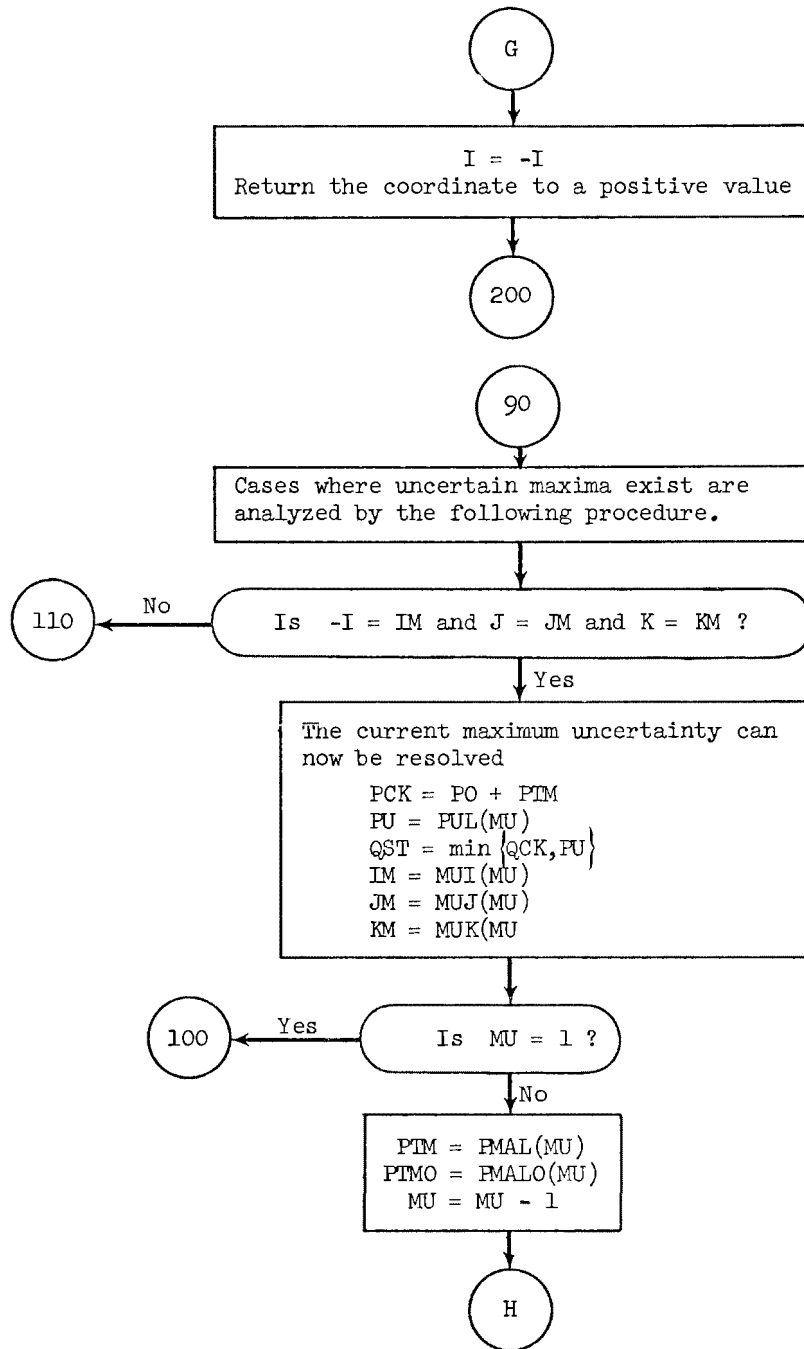 G
I = -I
Return the coordinate to a positive value
200
90
Cases where uncertain maxima exist are
analyzed by the following procedure.
110
No
Is -I = IM and J = JM and K = KM ?
Yes
The current maximum uncertainty can
now be resolved
PCK = PO + PTM
PU = PUL(MU)
QST = min {QCK,PU}
IM = MUI(MU)
JM = MUJ(MU)
KM = MUK(MU
100
Yes
Is MU = 1 ?
No
PTM = PMAL(MU)
PTMO = PMALO(MU)
MU = MU - 1
H